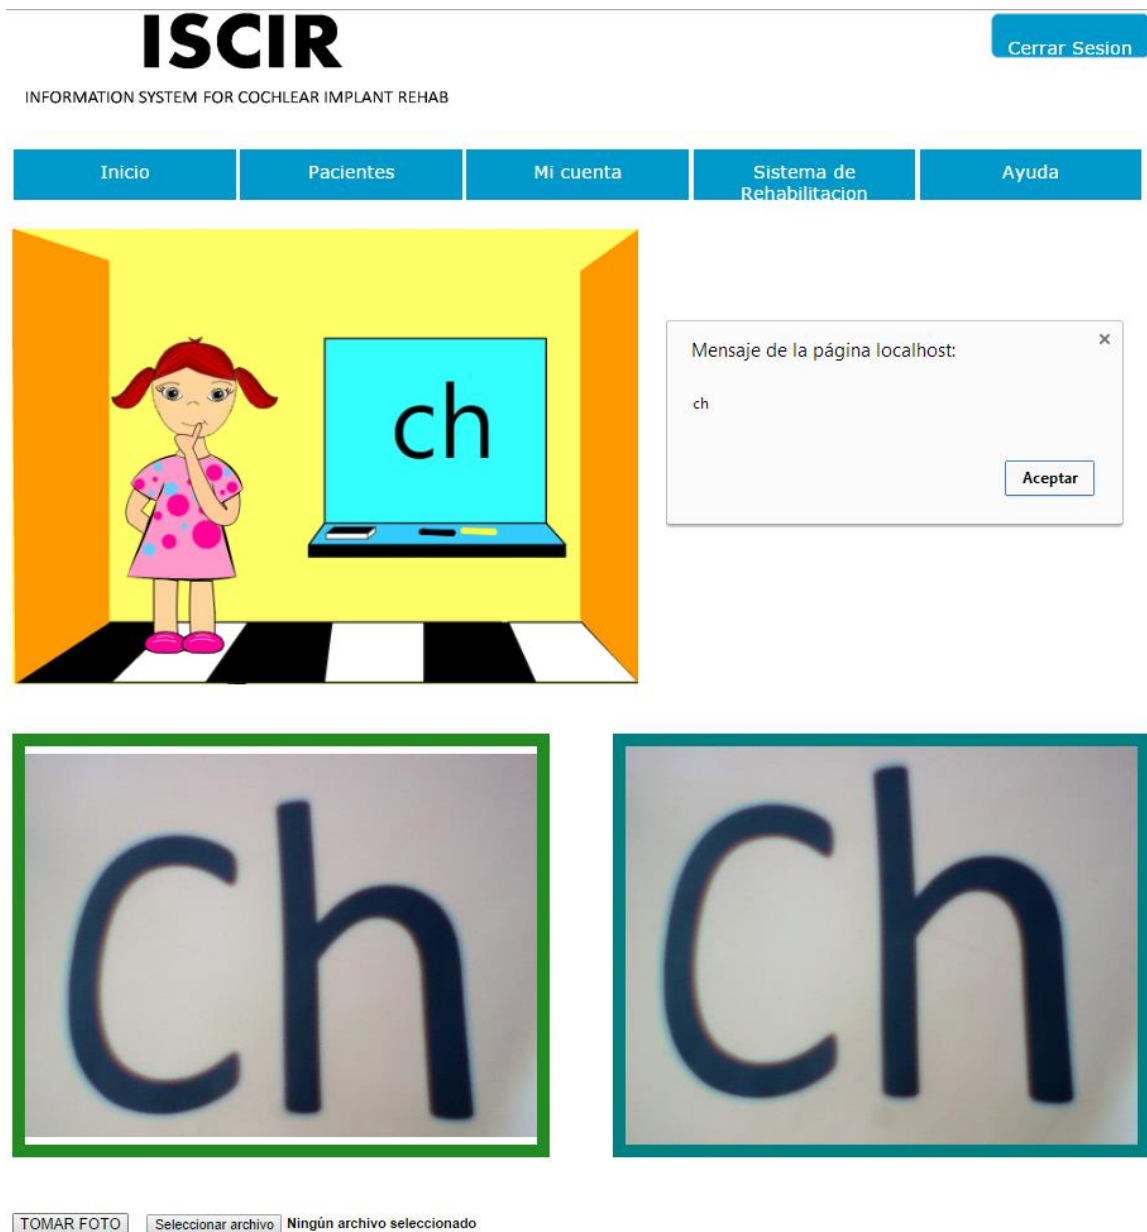 ISCIR
Cerrar Sesion
INFORMATION SYSTEM FOR COCHLEAR IMPLANT REHAB
Inicio
Pacientes
Mi cuenta
Sistema de
Rehabilitacion
Ayuda
ch
Mensaje de la página localhost:
×
ch
Aceptar
Ch
Ch
TOMAR FOTO
Seleccionar archivo Ningún archivo seleccionado